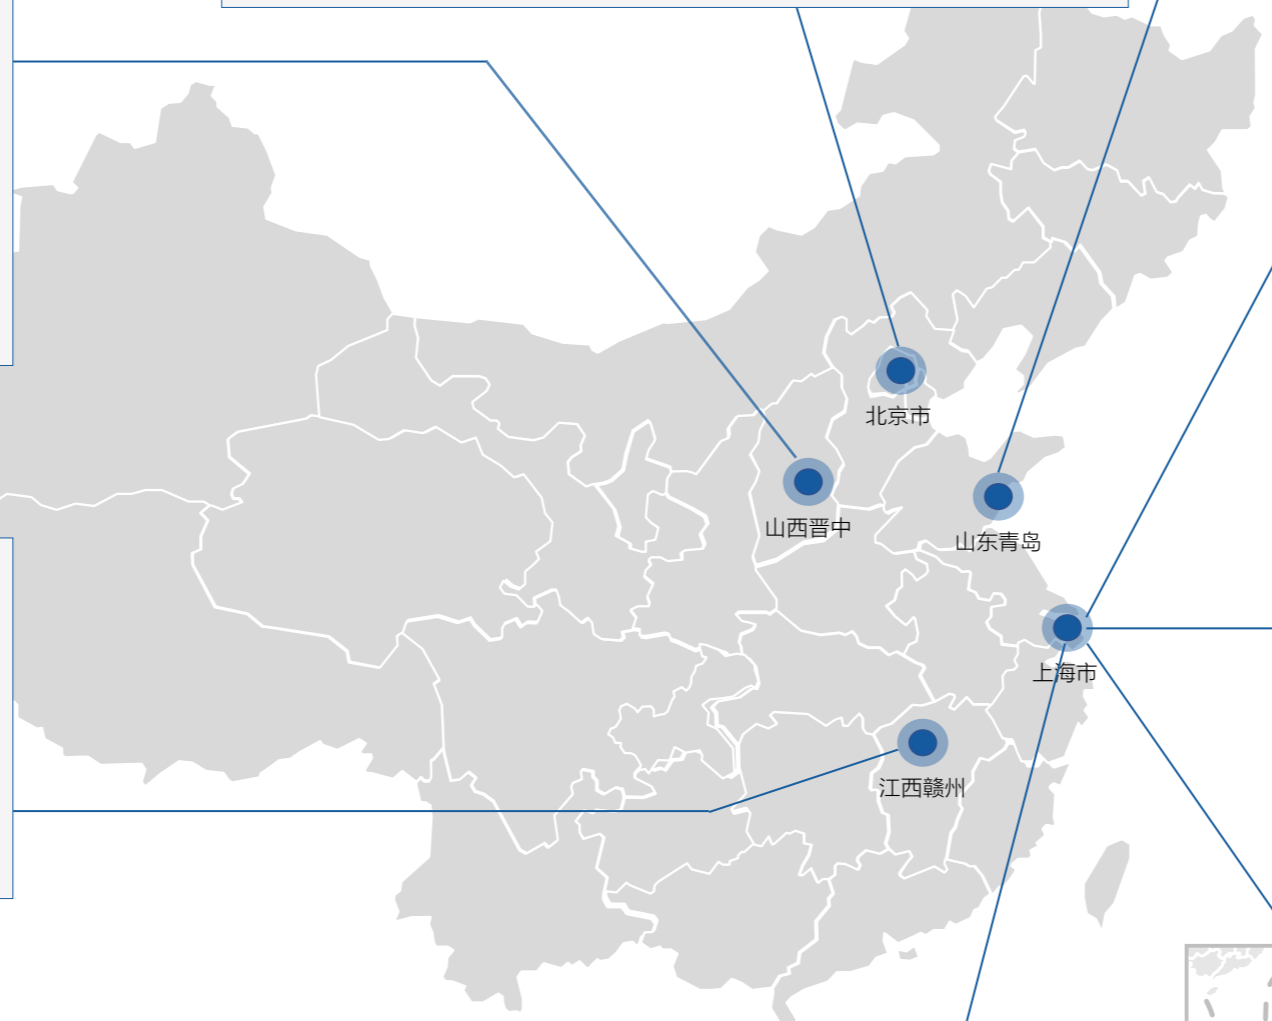 北京市
山西晋中
山东青岛
上海市
江西赣州